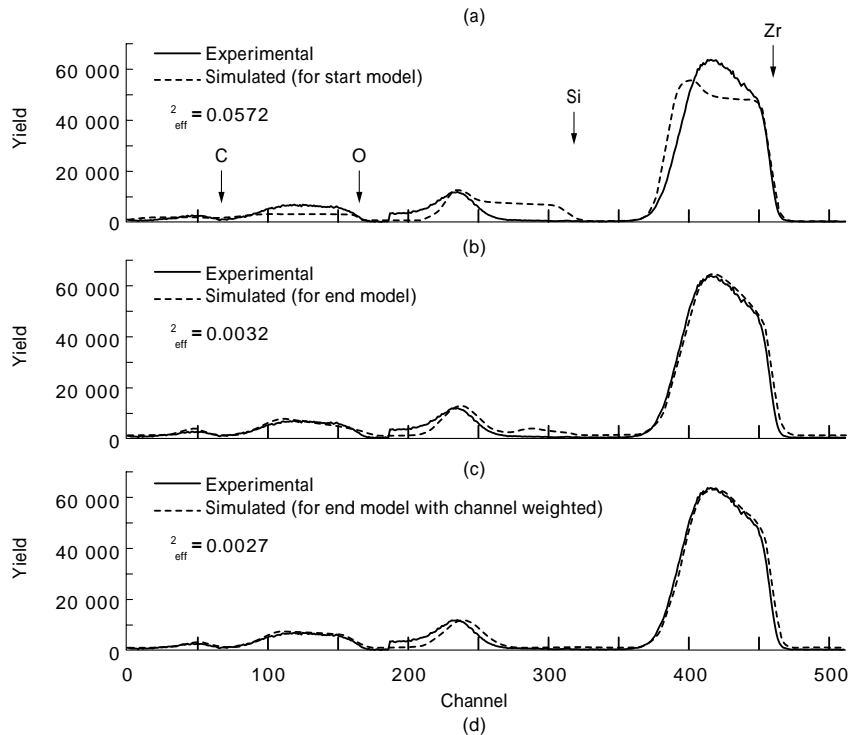 (a)
Experimental
Simulated (for start model)
2
eff = 0.0572
C
O
Si
Zr
60 000
40 000
20 000
0
Yield
(b)
Experimental
Simulated (for end model)
2
eff = 0.0032
60 000
40 000
20 000
0
Yield
(c)
Experimental
Simulated (for end model with channel weighted)
2
eff = 0.0027
60 000
40 000
20 000
0
Yield
0 100 200 300 400 500
Channel
(d)